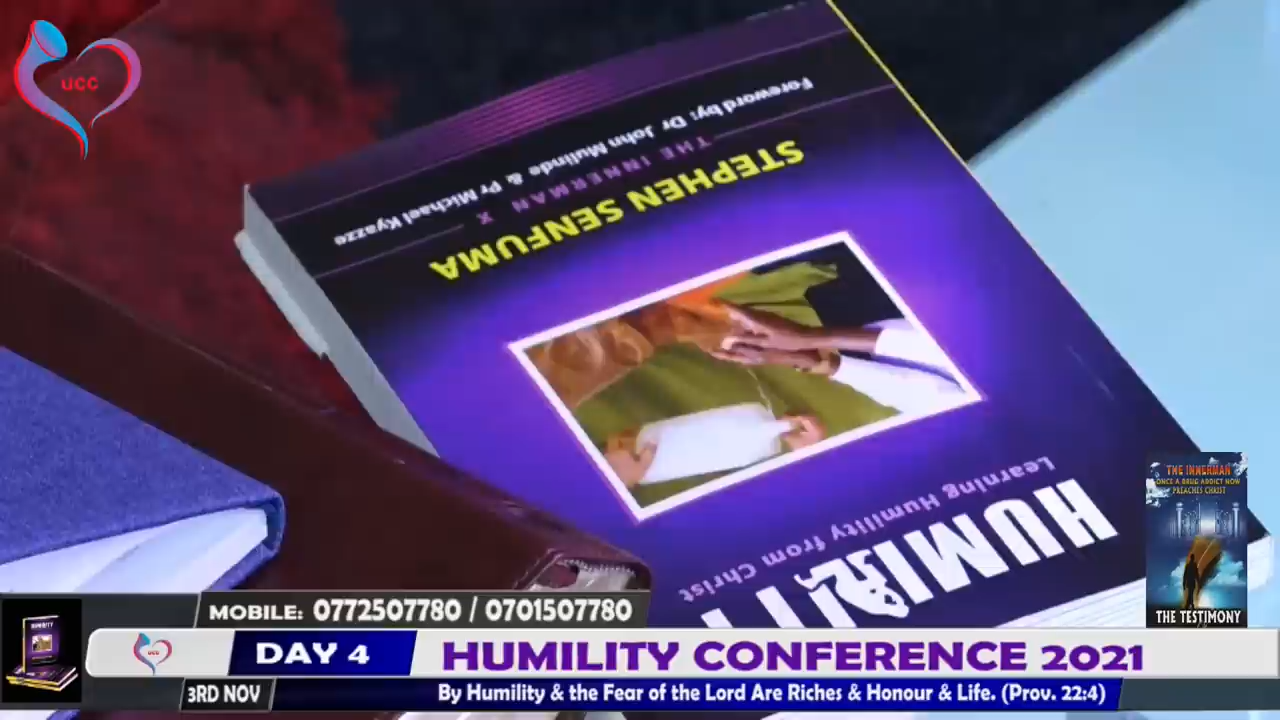 ucc
Foreword by: Dr John Mulinde & Pr Michael Kyazze
THE INNERMAN X
STEPHEN SENFUMA
Learning Humility from Christ
HUMILITY
THE INNERMAN
ONCE A DRUG ADDICT NOW
PREACHES CHRIST
THE TESTIMONY
MOBILE: 0772507780 / 0701507780
HUMILITY
ucc
DAY 4
HUMILITY CONFERENCE 2021
3RD NOV
By Humility & the Fear of the Lord Are Riches & Honour & Life. (Prov. 22:4)